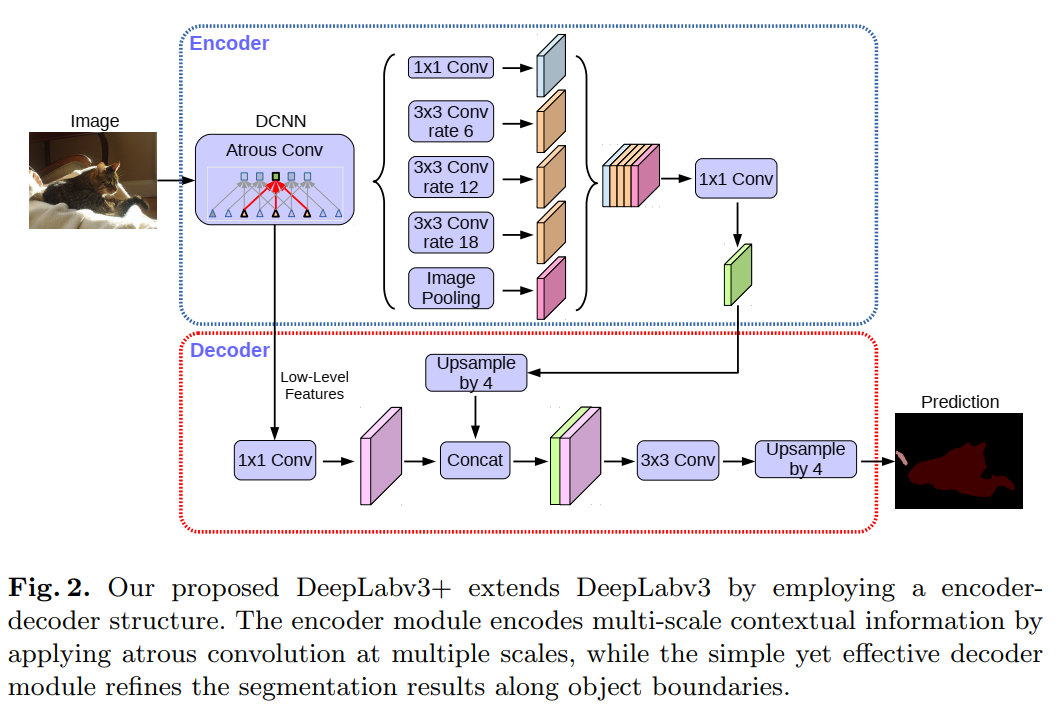 Encoder
Image
DCNN
Atrous Conv
1x1 Conv
3x3 Conv
rate 6
3x3 Conv
rate 12
3x3 Conv
rate 18
Image
Pooling
1x1 Conv
Decoder
Low-Level
Features
Upsample
by 4
1x1 Conv
Concat
3x3 Conv
Upsample
by 4
Prediction
Fig. 2. Our proposed DeepLabv3+ extends DeepLabv3 by employing a encoder-
decoder structure. The encoder module encodes multi-scale contextual information by
applying atrous convolution at multiple scales, while the simple yet effective decoder
module refines the segmentation results along object boundaries.